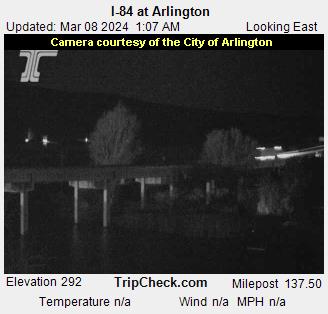 I-84 at Arlington
Updated: Mar 08 2024 1:07 AM Looking East
Camera courtesy of the City of Arlington
Elevation 292 TripCheck.com Milepost 137.50
Temperature n/a Wind n/a MPH n/a